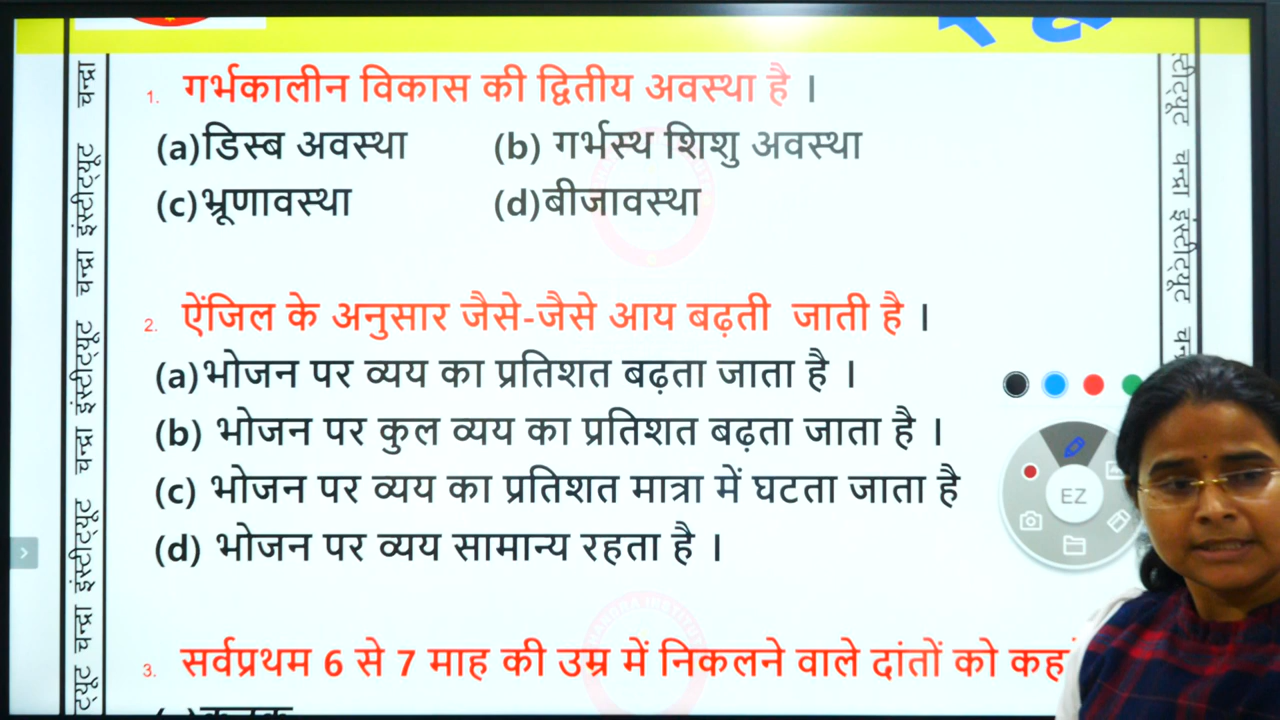 1. गर्भकालीन विकास की द्वितीय अवस्था है ।
(a)डिस्ब अवस्था (b) गर्भस्थ शिशु अवस्था
(c)भ्रूणावस्था (d)बीजावस्था
2. ऐंजिल के अनुसार जैसे-जैसे आय बढ़ती जाती है ।
(a)भोजन पर व्यय का प्रतिशत बढ़ता जाता है ।
(b) भोजन पर कुल व्यय का प्रतिशत बढ़ता जाता है ।
(c) भोजन पर व्यय का प्रतिशत मात्रा में घटता जाता है
(d) भोजन पर व्यय सामान्य रहता है ।
3. सर्वप्रथम 6 से 7 माह की उम्र में निकलने वाले दांतों को
चन्द्रा इंस्टीट्यूट चन्द्रा इंस्टीट्यूट चन्द्रा इंस्टीट्यूट चन्द्रा
चन्द्रा इंस्टीट्यूट
EZ